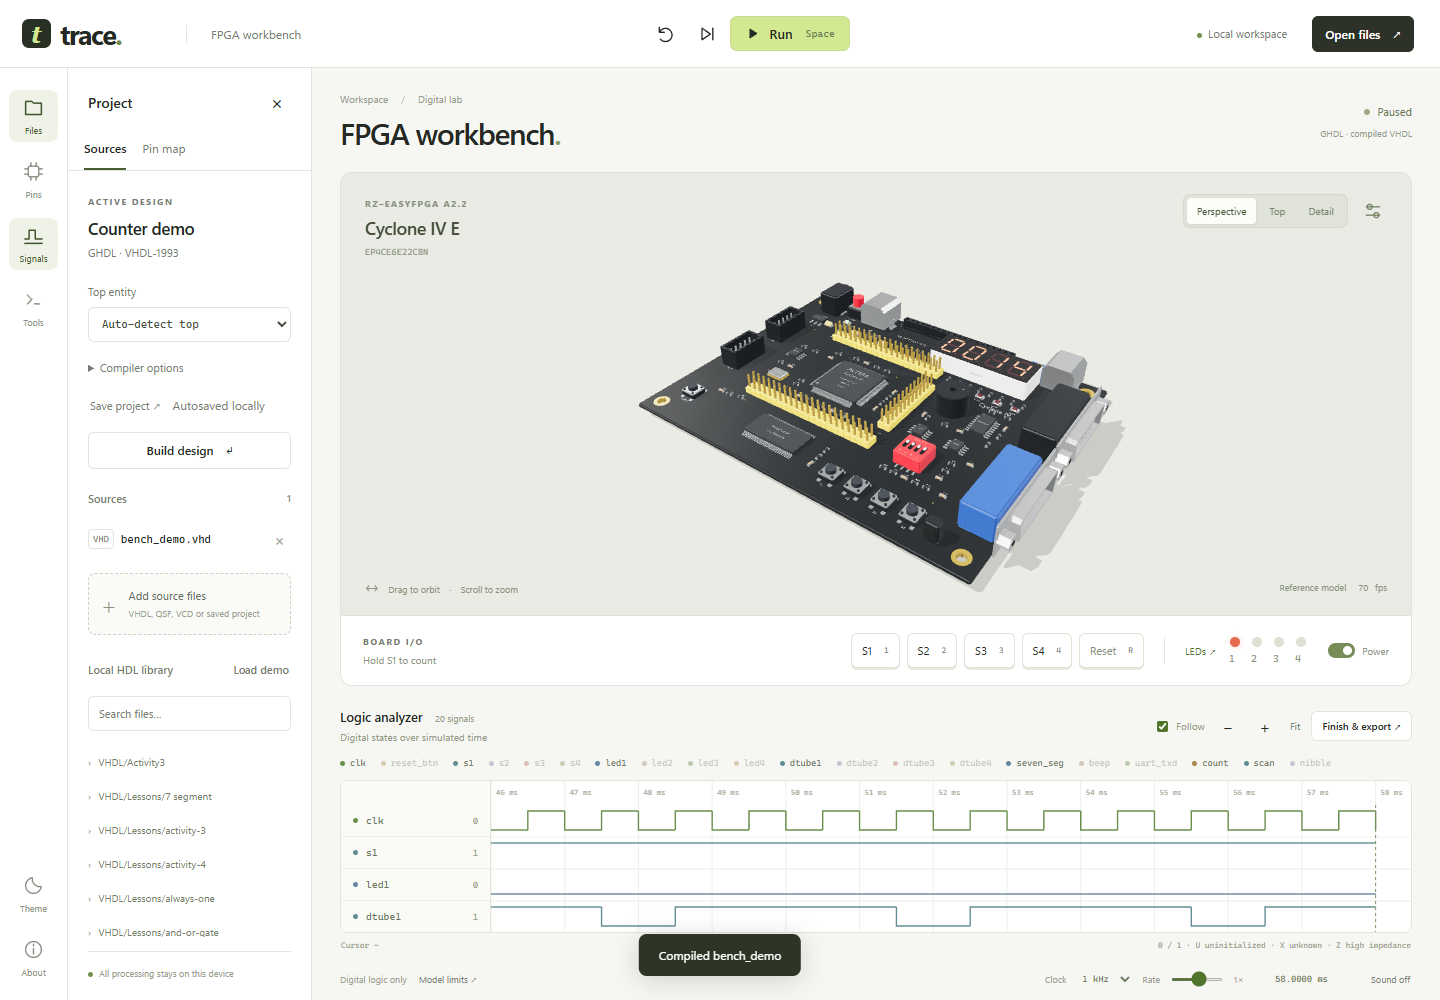 t trace.
FPGA workbench
Run Space
Local workspace
Open files ↗
Files
Pins
Signals
Tools
Theme
About
Project ×
Sources Pin map
ACTIVE DESIGN
Counter demo
GHDL · VHDL-1993
Top entity
Auto-detect top
Compiler options
Save project ↗ Autosaved locally
Build design ↲
Sources 1
VHD bench_demo.vhd ×
+ Add source files
VHDL, QSF, VCD or saved project
Local HDL library Load demo
Search files...
› VHDL/Activity3
› VHDL/Lessons/7 segment
› VHDL/Lessons/activity-3
› VHDL/Lessons/activity-4
› VHDL/Lessons/always-one
› VHDL/Lessons/and-or-gate
All processing stays on this device
Workspace / Digital lab
FPGA workbench.
Paused
GHDL · compiled VHDL
RZ-EASYFPGA A2.2
Cyclone IV E
EP4CE6E22C8N
Perspective Top Detail
ALTERA
0014
↔ Drag to orbit · Scroll to zoom
Reference model 70 fps
BOARD I/O
Hold S1 to count
S1 1 S2 2 S3 3 S4 4 Reset R
LEDs ↗ 1 2 3 4
Power
Logic analyzer 20 signals
Digital states over simulated time
Follow − + Fit Finish & export ↗
clk reset_btn s1 s2 s3 s4 led1 led2 led3 led4 dtube1 dtube2 dtube3 dtube4 seven_seg beep uart_txd count scan nibble
46 ms 47 ms 48 ms 49 ms 50 ms 51 ms 52 ms 53 ms 54 ms 55 ms 56 ms 57 ms 58 ms
clk 0
s1 1
led1 0
dtube1 1
Cursor —
0 / 1 · U uninitialized · X unknown · Z high impedance
Compiled bench_demo
Digital logic only Model limits ↗
Clock 1 kHz Rate 1× 58.0000 ms Sound off